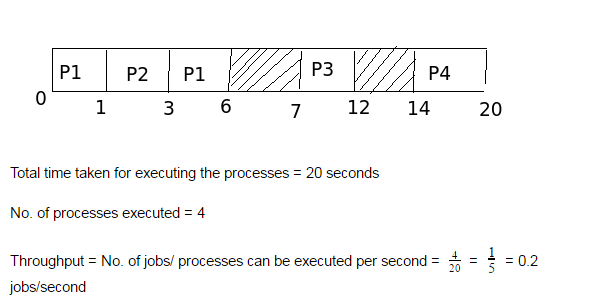 P1 P2 P1 P3 P4
0 1 3 6 7 12 14 20
Total time taken for executing the processes = 20 seconds
No. of processes executed = 4
Throughput = No. of jobs/ processes can be executed per second = 4/20 = 1/5 = 0.2
jobs/second